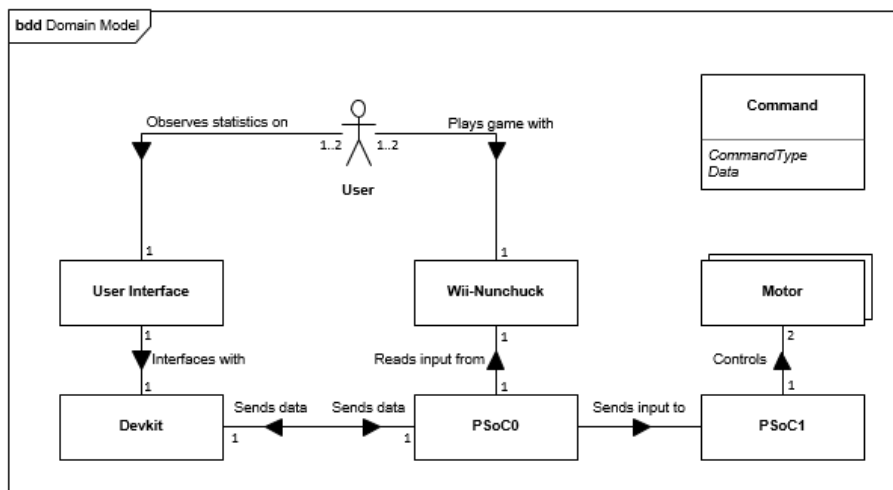 bdd Domain Model
Command
CommandType
Data
Observes statistics on
Plays game with
1..2
1..2
User
1
1
User Interface
Wii-Nunchuck
Motor
1
1
2
Interfaces with
Reads input from
Controls
1
1
1
Devkit
Sends data
Sends data
PSoC0
Sends input to
PSoC1
1
1